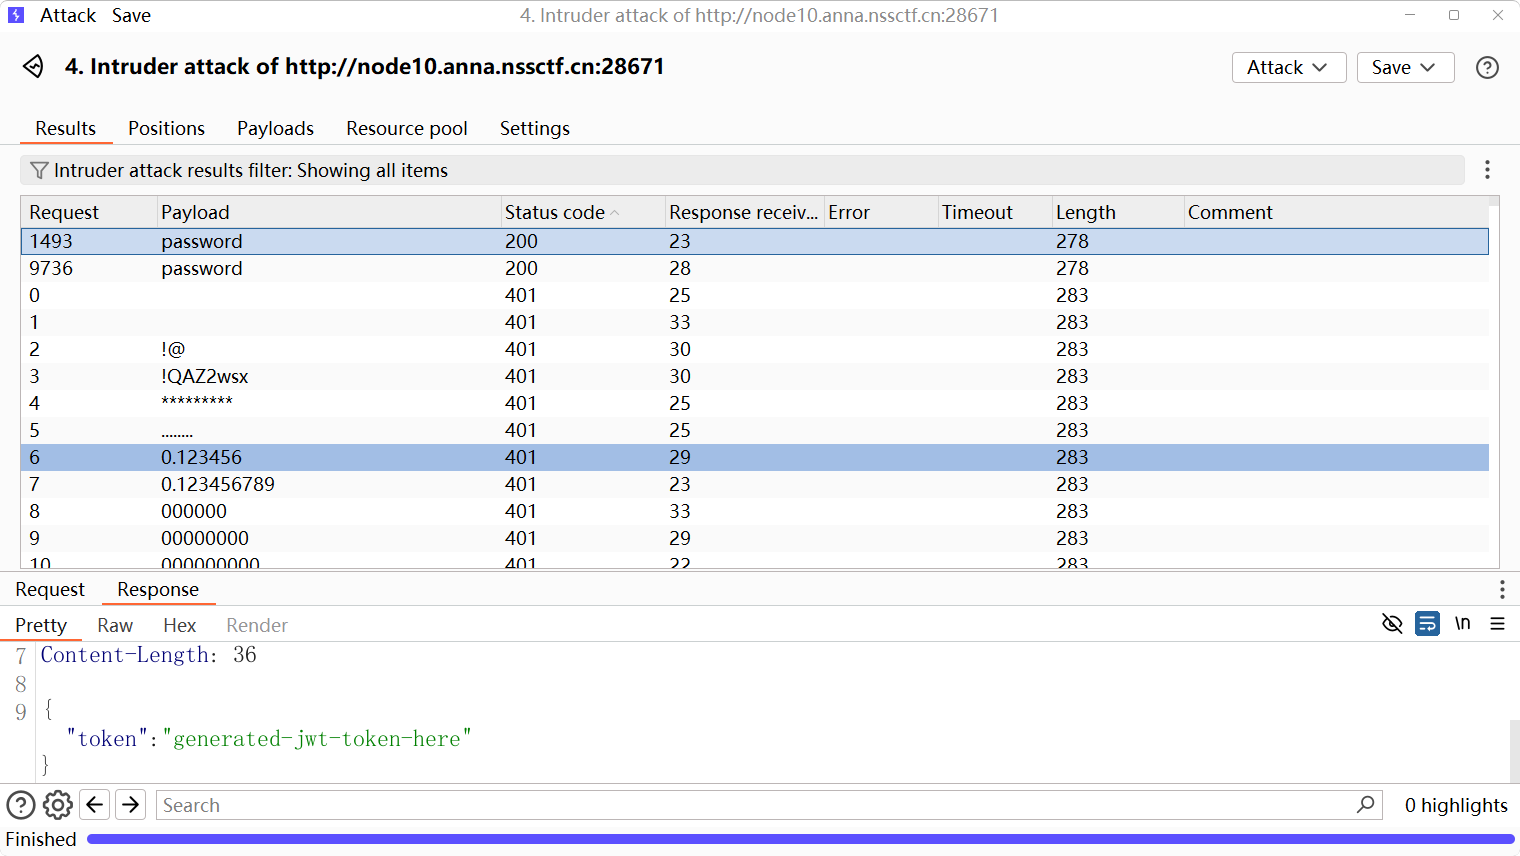 Attack Save 4. Intruder attack of http://node10.anna.nssctf.cn:28671
4. Intruder attack of http://node10.anna.nssctf.cn:28671 Attack Save
Results Positions Payloads Resource pool Settings
Intruder attack results filter: Showing all items
Request Payload Status code Response receiv... Error Timeout Length Comment
1493 password 200 23 278
9736 password 200 28 278
0 401 25 283
1 401 33 283
2 !@ 401 30 283
3 !QAZ2wsx 401 30 283
4 ********* 401 25 283
5 ........ 401 25 283
6 0.123456 401 29 283
7 0.123456789 401 23 283
8 000000 401 33 283
9 00000000 401 29 283
10 000000000 401 22 283
Request Response
Pretty Raw Hex Render \n
7 Content-Length: 36
8
9 {
"token":"generated-jwt-token-here"
}
Search 0 highlights
Finished